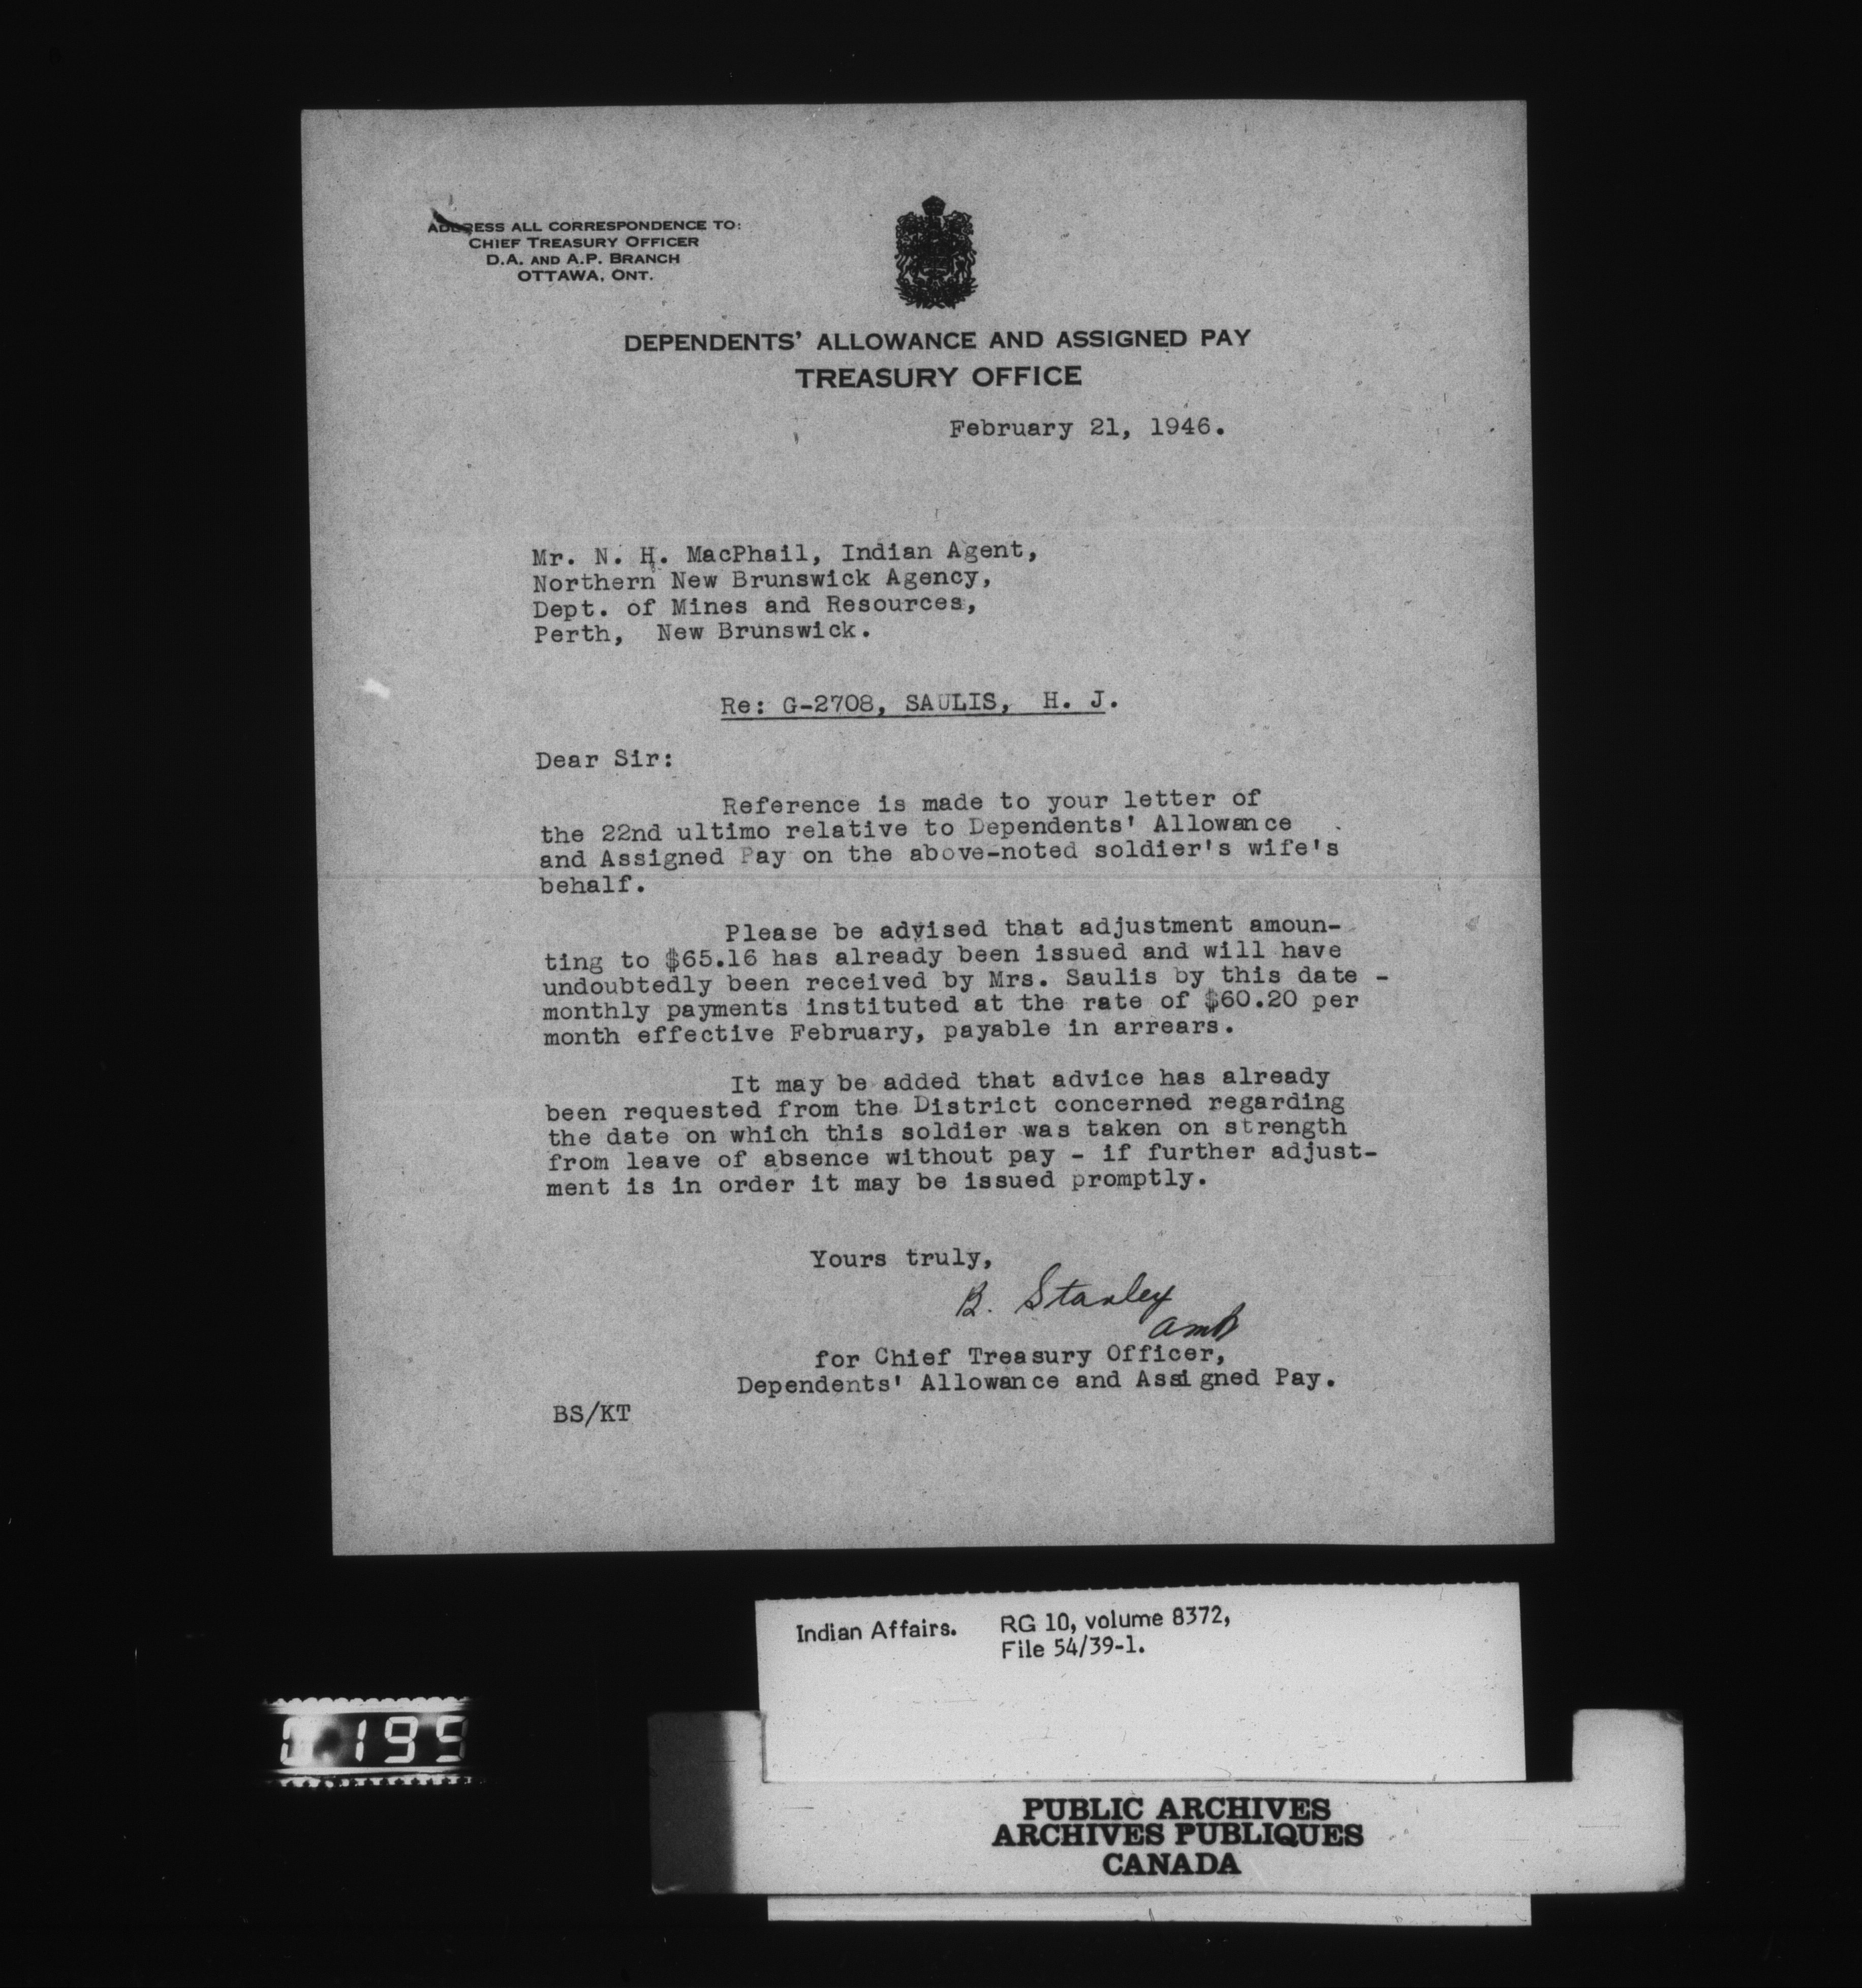 ADDRESS ALL CORRESPONDENCE TO:
CHIEF TREASURY OFFICER
D.A. AND A.P. BRANCH
OTTAWA, ONT.
DEPENDENTS' ALLOWANCE AND ASSIGNED PAY
TREASURY OFFICE
February 21, 1946.
Mr. N. H. MacPhail, Indian Agent,
Northern New Brunswick Agency,
Dept. of Mines and Resources,
Perth, New Brunswick.
Re: G-2708, SAULIS, H. J.
Dear Sir:
Reference is made to your letter of
the 22nd ultimo relative to Dependents' Allowance
and Assigned Pay on the above-noted soldier's wife's
behalf.
Please be advised that adjustment amoun-
ting to $65.16 has already been issued and will have
undoubtedly been received by Mrs. Saulis by this date -
monthly payments instituted at the rate of $60.20 per
month effective February, payable in arrears.
It may be added that advice has already
been requested from the District concerned regarding
the date on which this soldier was taken on strength
from leave of absence without pay - if further adjust-
ment is in order it may be issued promptly.
Yours truly,
B. Stanley
for Chief Treasury Officer,
Dependents' Allowance and Assigned Pay.
BS/KT
Indian Affairs. RG 10, volume 8372,
File 54/39-1.
199
PUBLIC ARCHIVES
ARCHIVES PUBLIQUES
CANADA